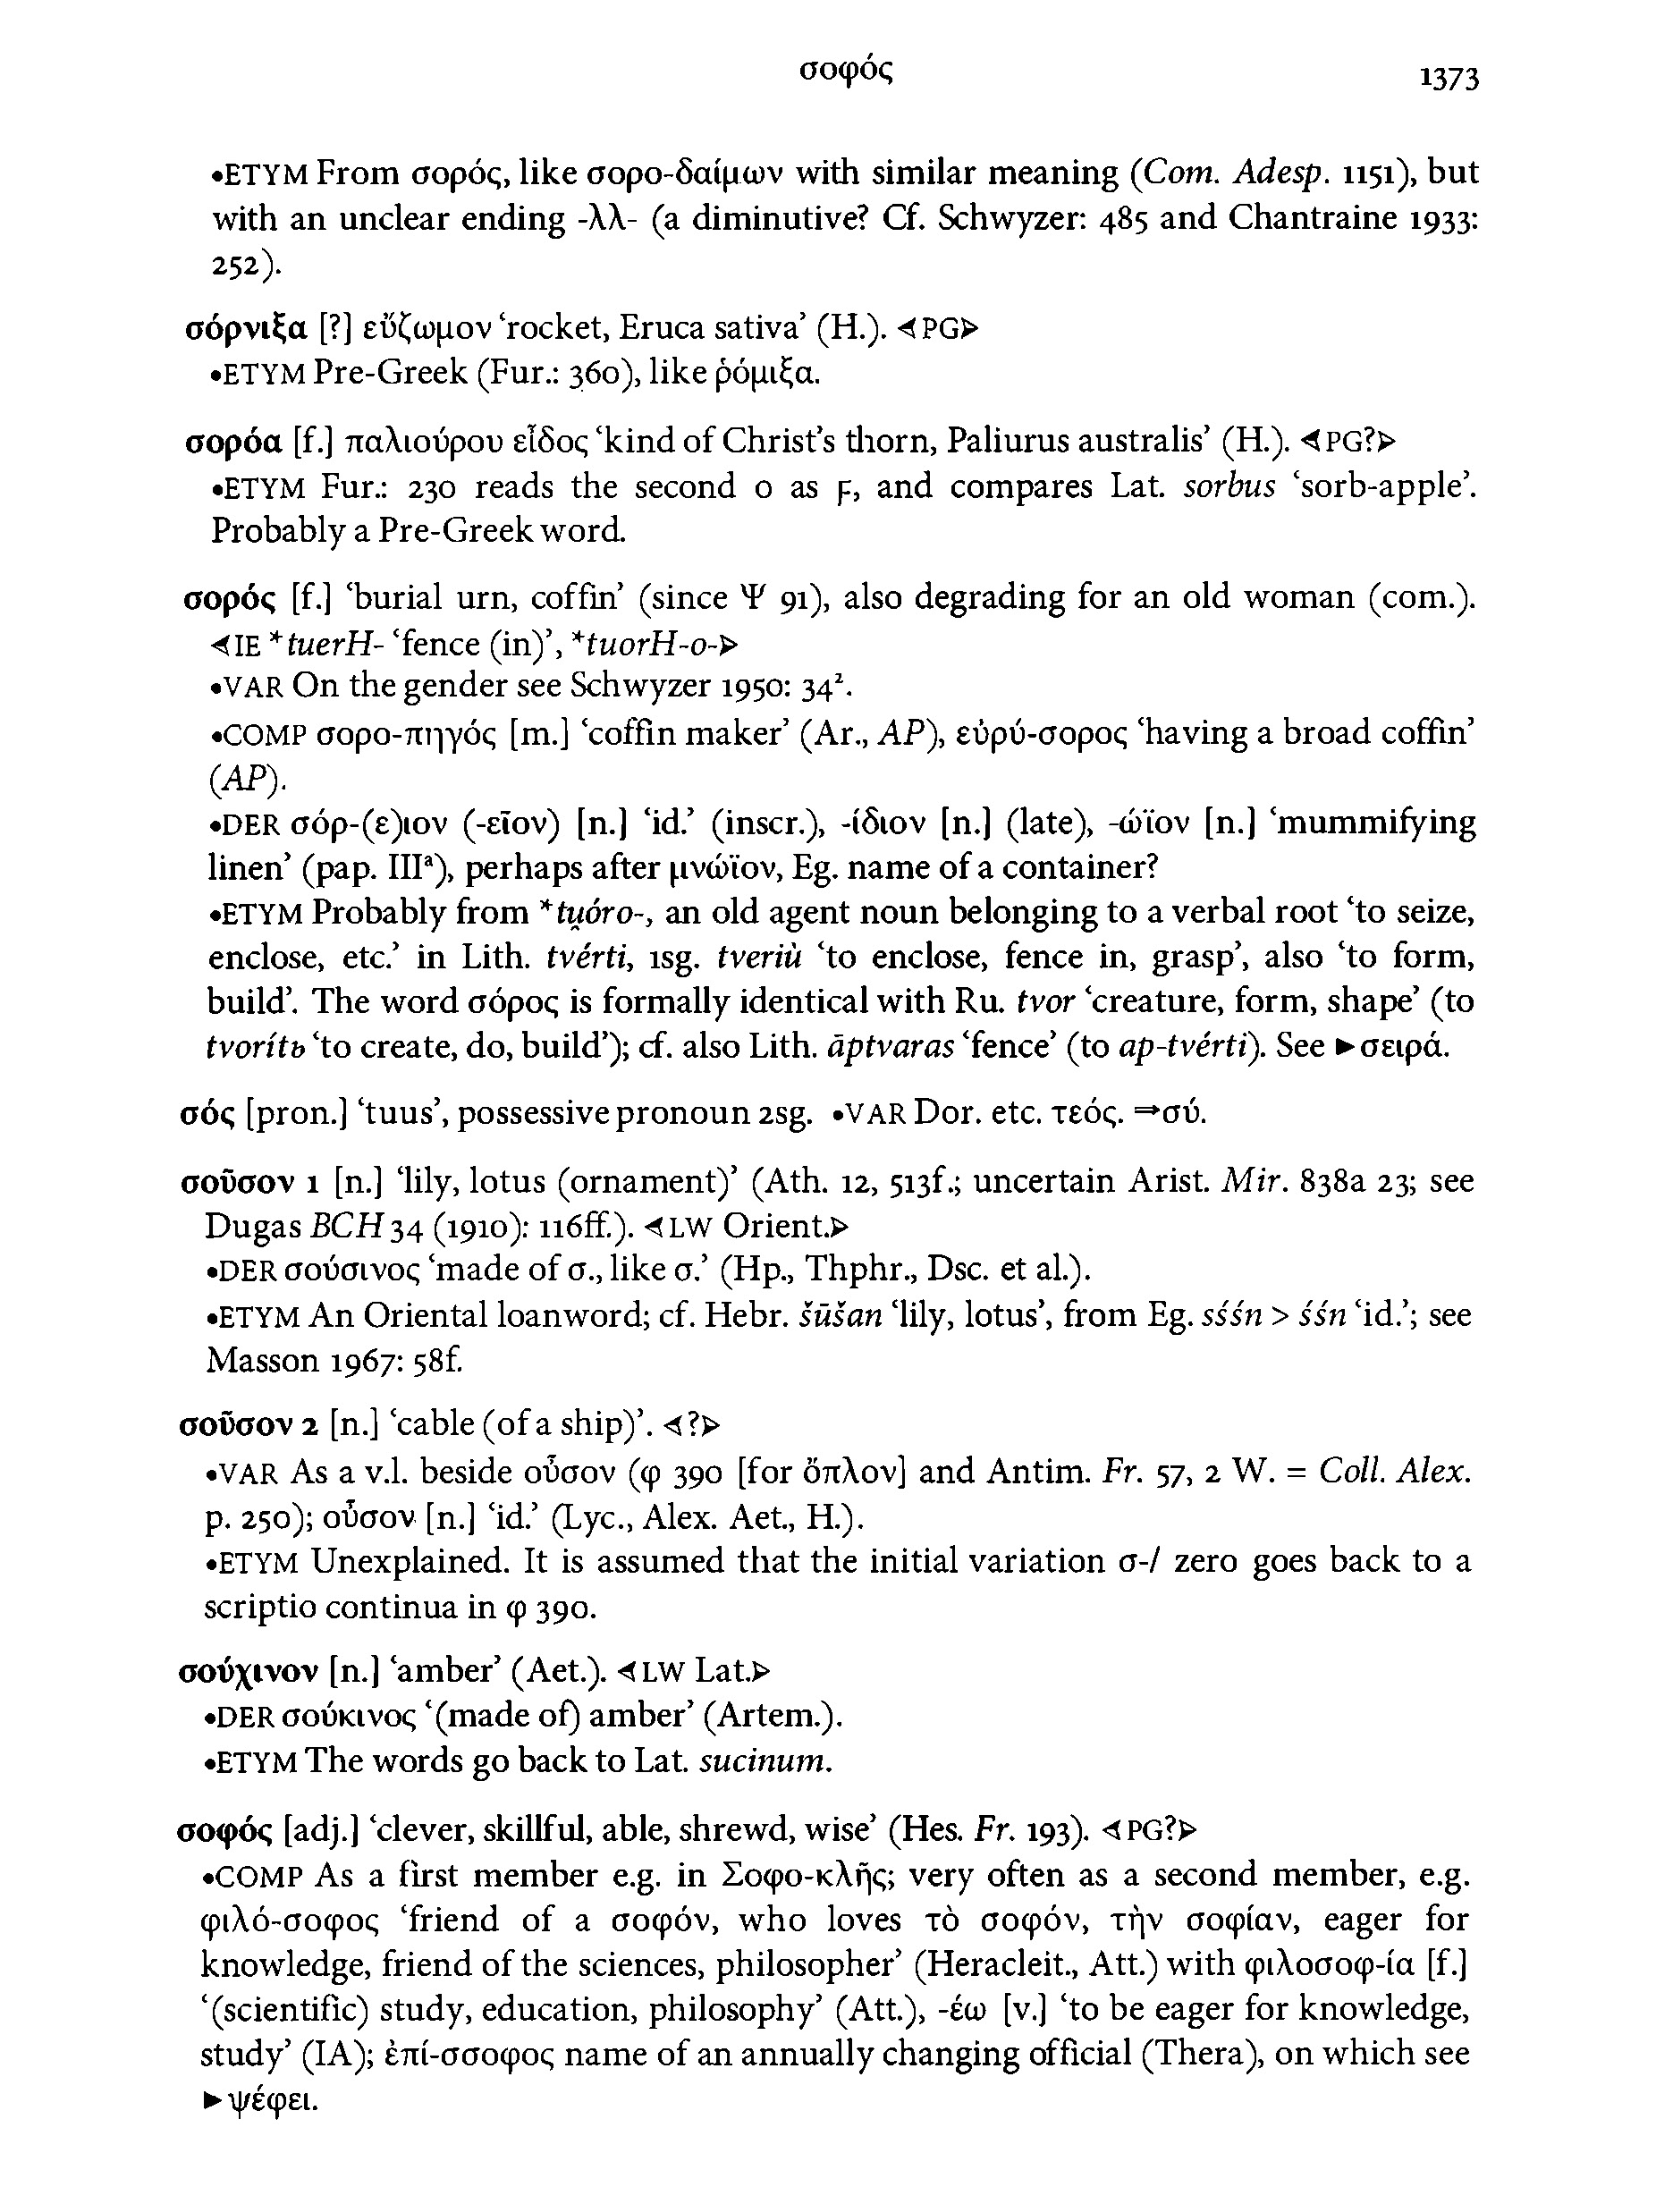 σοφός 1373
•ETYM From σορός, like σορο-δαίμων with similar meaning (Com. Adesp. 1151), but
with an unclear ending -λλ- (a diminutive? Cf. Schwyzer: 485 and Chantraine 1933:
252).
σόρνιξα [?] εὔζωμον ‘rocket, Eruca sativa’ (H.). ◁PG▷
•ETYM Pre-Greek (Fur.: 360), like ῥόμιξα.
σορόα [f.] παλιούρου εἶδος ‘kind of Christ’s thorn, Paliurus australis’ (H.). ◁PG?▷
•ETYM Fur.: 230 reads the second ο as ϝ, and compares Lat. sorbus ‘sorb-apple’.
Probably a Pre-Greek word.
σορός [f.] ‘burial urn, coffin’ (since Ψ 91), also degrading for an old woman (com.).
◁IE *tuerH- ‘fence (in)’, *tuorH-o-▷
•VAR On the gender see Schwyzer 1950: 34².
•COMP σορο-πηγός [m.] ‘coffin maker’ (Ar., AP), εὐρύ-σορος ‘having a broad coffin’
(AP).
•DER σόρ-(ε)ιον (-εῖον) [n.] ‘id.’ (inscr.), -ίδιον [n.] (late), -ώϊον [n.] ‘mummifying
linen’ (pap. IIIᵃ), perhaps after μνώϊον, Eg. name of a container?
•ETYM Probably from *tu̯óro-, an old agent noun belonging to a verbal root ‘to seize,
enclose, etc.’ in Lith. tvérti, 1sg. tveriù ‘to enclose, fence in, grasp’, also ‘to form,
build’. The word σόρος is formally identical with Ru. tvor ‘creature, form, shape’ (to
tvorítь ‘to create, do, build’); cf. also Lith. āptvaras ‘fence’ (to ap-tvérti). See ►σειρά.
σός [pron.] ‘tuus’, possessive pronoun 2sg. •VAR Dor. etc. τεός. ⇒σύ.
σοῦσον 1 [n.] ‘lily, lotus (ornament)’ (Ath. 12, 513f.; uncertain Arist. Mir. 838a 23; see
Dugas BCH 34 (1910): 116ff.). ◁LW Orient.▷
•DER σούσινος ‘made of σ., like σ.’ (Hp., Thphr., Dsc. et al.).
•ETYM An Oriental loanword; cf. Hebr. šūšan ‘lily, lotus’, from Eg. sśśn > śśn ‘id.’; see
Masson 1967: 58f.
σοῦσον 2 [n.] ‘cable (of a ship)’. ◁?▷
•VAR As a v.l. beside οὖσον (φ 390 [for ὅπλον] and Antim. Fr. 57, 2 W. = Coll. Alex.
p. 250); οὖσον [n.] ‘id.’ (Lyc., Alex. Aet., H.).
•ETYM Unexplained. It is assumed that the initial variation σ-/ zero goes back to a
scriptio continua in φ 390.
σούχινον [n.] ‘amber’ (Aet.). ◁LW Lat.▷
•DER σούκινος ‘(made of) amber’ (Artem.).
•ETYM The words go back to Lat. sucinum.
σοφός [adj.] ‘clever, skillful, able, shrewd, wise’ (Hes. Fr. 193). ◁PG?▷
•COMP As a first member e.g. in Σοφο-κλῆς; very often as a second member, e.g.
φιλό-σοφος ‘friend of a σοφόν, who loves τὸ σοφόν, τὴν σοφίαν, eager for
knowledge, friend of the sciences, philosopher’ (Heracleit., Att.) with φιλοσοφ-ία [f.]
‘(scientific) study, education, philosophy’ (Att.), -έω [v.] ‘to be eager for knowledge,
study’ (IA); ἐπί-σσοφος name of an annually changing official (Thera), on which see
►ψέφει.